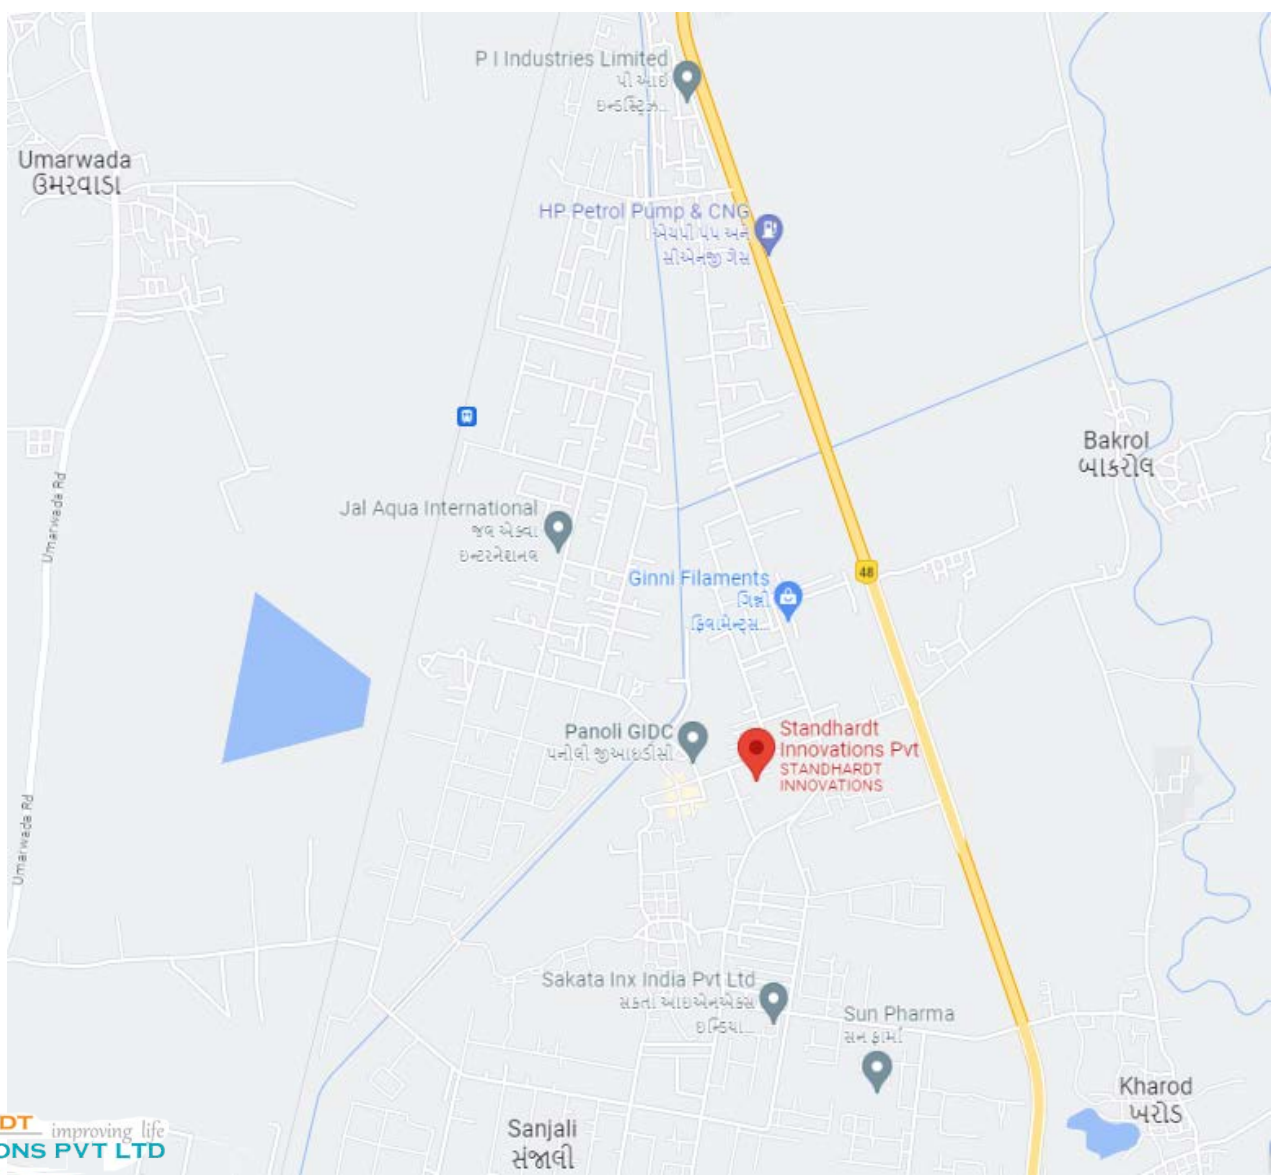 P I Industries Limited
પી આઈ
ઇન્ડસ્ટ્રિઝ...
Umarwada
ઉમરવાડા
HP Petrol Pump & CNG
એચપી પંપ અને
સીએનજી ગેસ
Bakrol
બાકરોલ
Umarwada Rd
Jal Aqua International
જલ એક્વા
ઇન્ટરનેશનલ
48
Ginni Filaments
ગિન્ની
ફિલામેન્ટ્સ...
Panoli GIDC
પનોલી જીઆઇડીસી
Standhardt
Innovations Pvt
STANDHARDT
INNOVATIONS
Umarwada Rd
Sakata Inx India Pvt Ltd
સકતા આઇએનએક્સ
ઇન્ડિયા...
Sun Pharma
સન ફાર્મા
Kharod
ખરોડ
Sanjali
સંજાલી
DT improving life
ONS PVT LTD